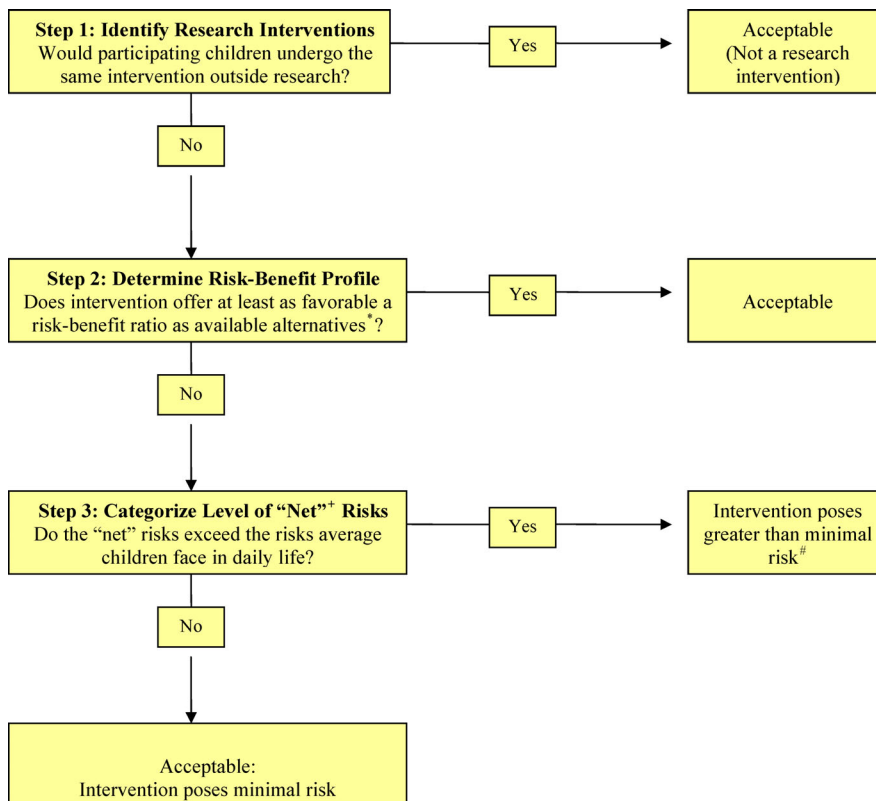 Step 1: Identify Research Interventions
Would participating children undergo the
same intervention outside research?
Yes
Acceptable
(Not a research
intervention)
No
Step 2: Determine Risk-Benefit Profile
Does intervention offer at least as favorable a
risk-benefit ratio as available alternatives*?
Yes
Acceptable
No
Step 3: Categorize Level of “Net”+ Risks
Do the “net” risks exceed the risks average
children face in daily life?
Yes
Intervention poses
greater than minimal
risk#
No
Acceptable:
Intervention poses minimal risk